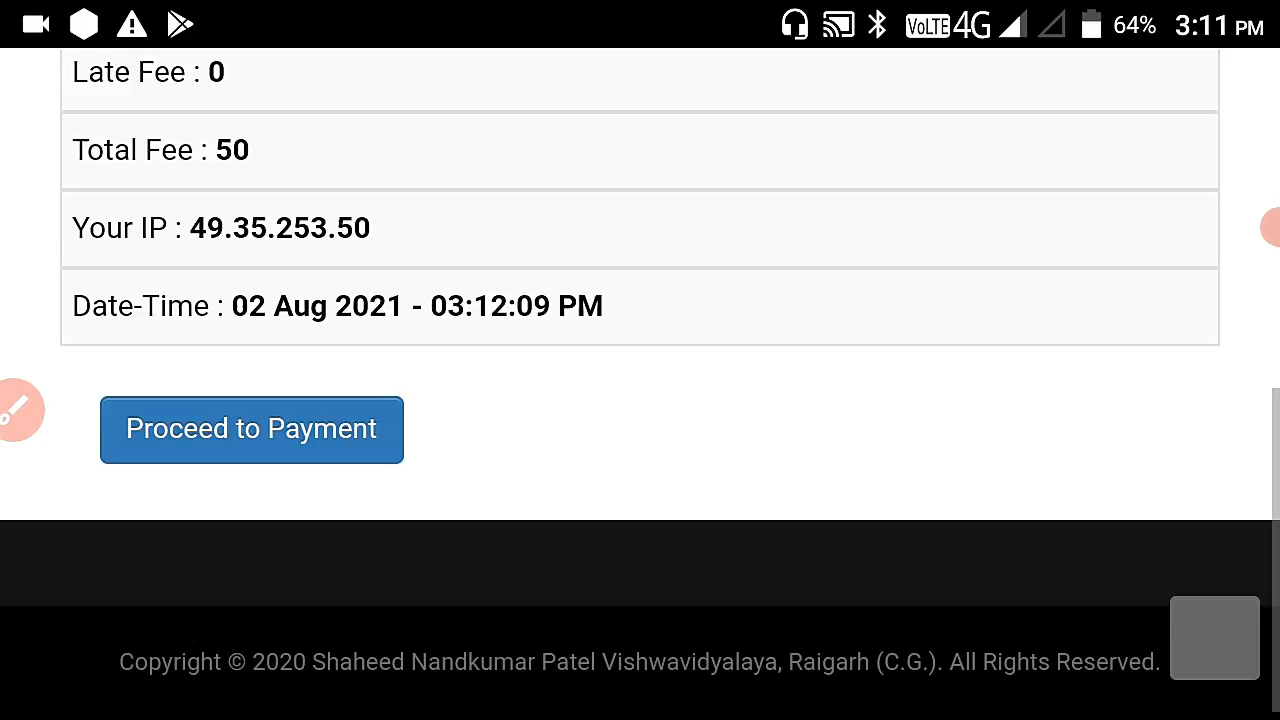 VoLTE 4G 64% 3:11 PM
Late Fee : 0
Total Fee : 50
Your IP : 49.35.253.50
Date-Time : 02 Aug 2021 - 03:12:09 PM
Proceed to Payment
Copyright © 2020 Shaheed Nandkumar Patel Vishwavidyalaya, Raigarh (C.G.). All Rights Reserved.